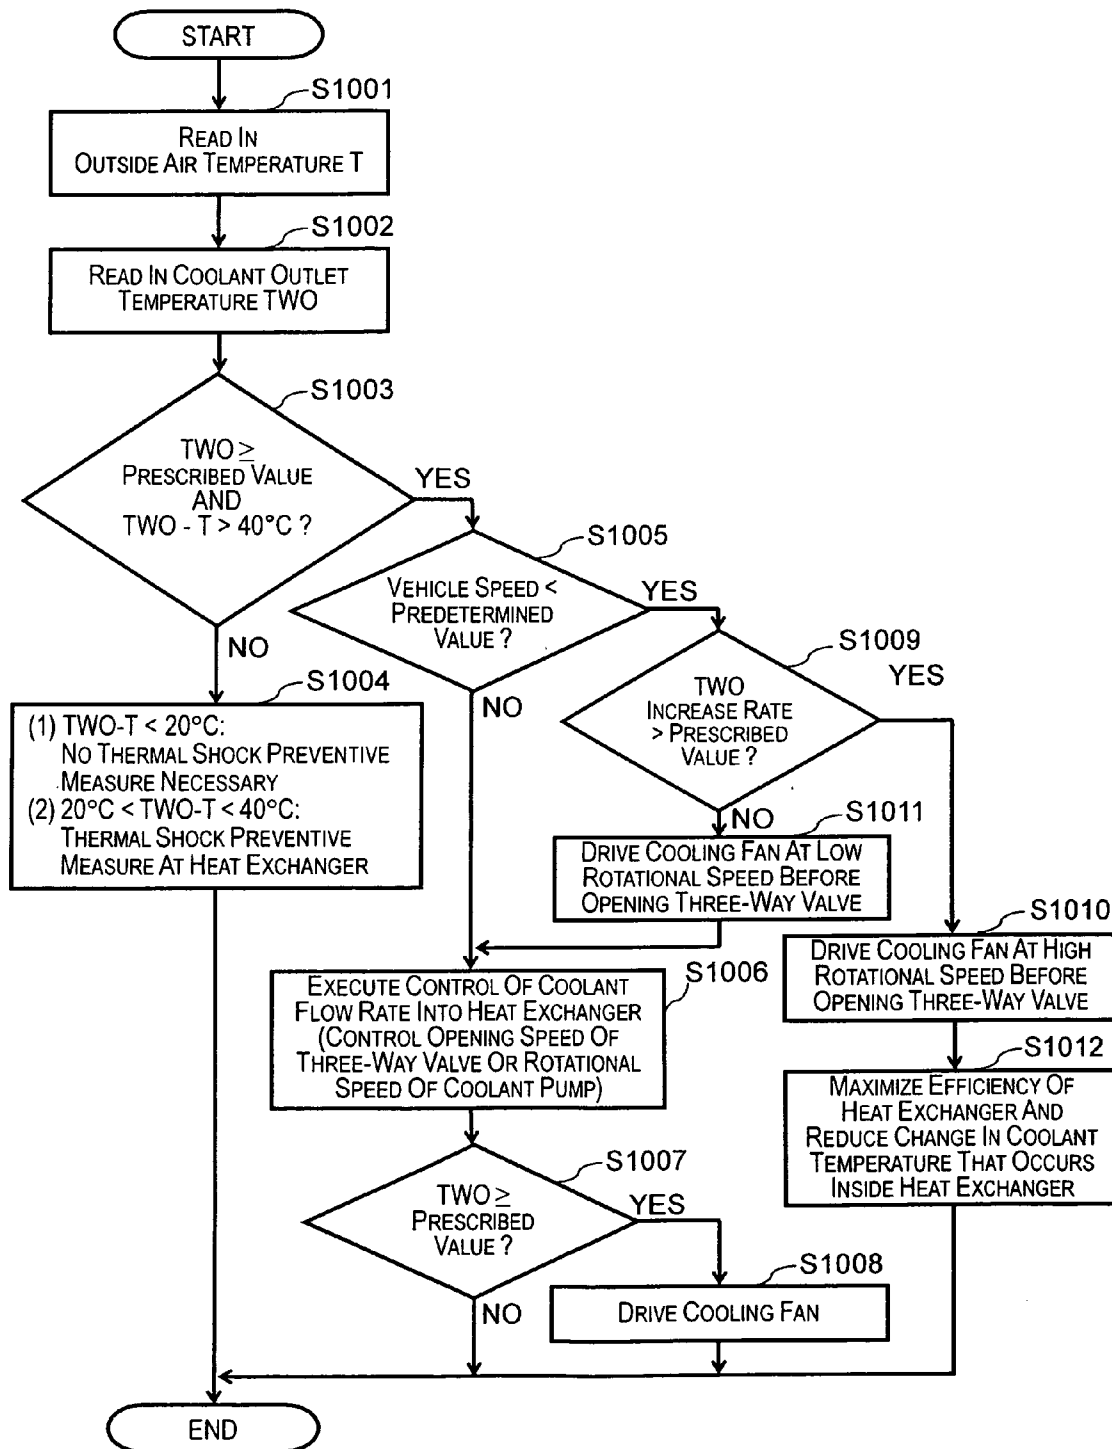 START
S1001
READ IN
OUTSIDE AIR TEMPERATURE T
S1002
READ IN COOLANT OUTLET
TEMPERATURE TWO
S1003
TWO ≥
PRESCRIBED VALUE
AND
TWO - T > 40°C ?
YES
NO
S1005
VEHICLE SPEED <
PREDETERMINED
VALUE ?
YES
NO
S1009
TWO
INCREASE RATE
> PRESCRIBED
VALUE ?
YES
NO
S1004
(1) TWO-T < 20°C:
NO THERMAL SHOCK PREVENTIVE
MEASURE NECESSARY
(2) 20°C < TWO-T < 40°C:
THERMAL SHOCK PREVENTIVE
MEASURE AT HEAT EXCHANGER
S1011
DRIVE COOLING FAN AT LOW
ROTATIONAL SPEED BEFORE
OPENING THREE-WAY VALVE
S1010
DRIVE COOLING FAN AT HIGH
ROTATIONAL SPEED BEFORE
OPENING THREE-WAY VALVE
S1006
EXECUTE CONTROL OF COOLANT
FLOW RATE INTO HEAT EXCHANGER
(CONTROL OPENING SPEED OF
THREE-WAY VALVE OR ROTATIONAL
SPEED OF COOLANT PUMP)
S1012
MAXIMIZE EFFICIENCY OF
HEAT EXCHANGER AND
REDUCE CHANGE IN COOLANT
TEMPERATURE THAT OCCURS
INSIDE HEAT EXCHANGER
S1007
TWO ≥
PRESCRIBED
VALUE ?
YES
NO
S1008
DRIVE COOLING FAN
END